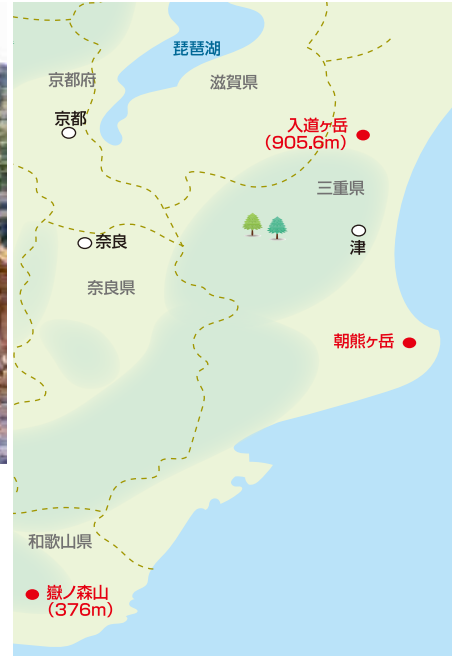 琵琶湖
京都府
滋賀県
京都
入道ヶ岳
(905.6m)
三重県
奈良
津
奈良県
朝熊ヶ岳
和歌山県
嶽ノ森山
(376m)